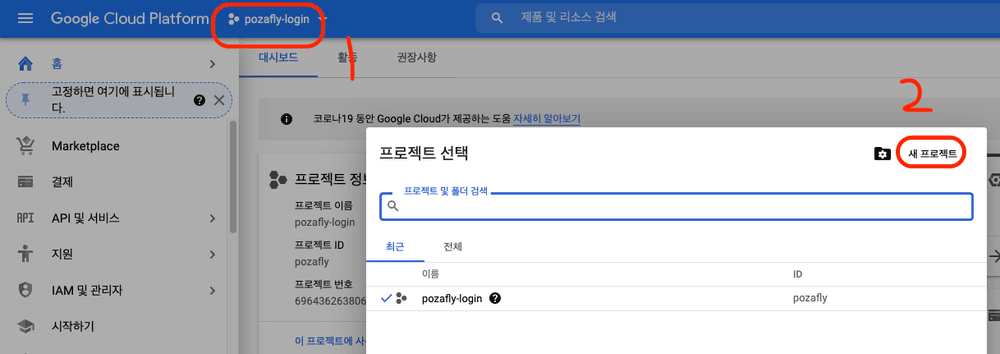 Google Cloud Platform
pozafly-login
제품 및 리소스 검색
1
2
홈
고정하면 여기에 표시됩니
다.
Marketplace
결제
API API 및 서비스
지원
IAM 및 관리자
시작하기
대시보드
활동
권장사항
코로나19 동안 Google Cloud가 제공하는 도움 자세히 알아보기
프로젝트 정보
프로젝트 이름
pozafly-login
프로젝트 ID
pozafly
프로젝트 번호
696436263806
이 프로젝트에 사
프로젝트 선택
새 프로젝트
프로젝트 및 폴더 검색
최근
전체
이름
ID
pozafly-login
pozafly